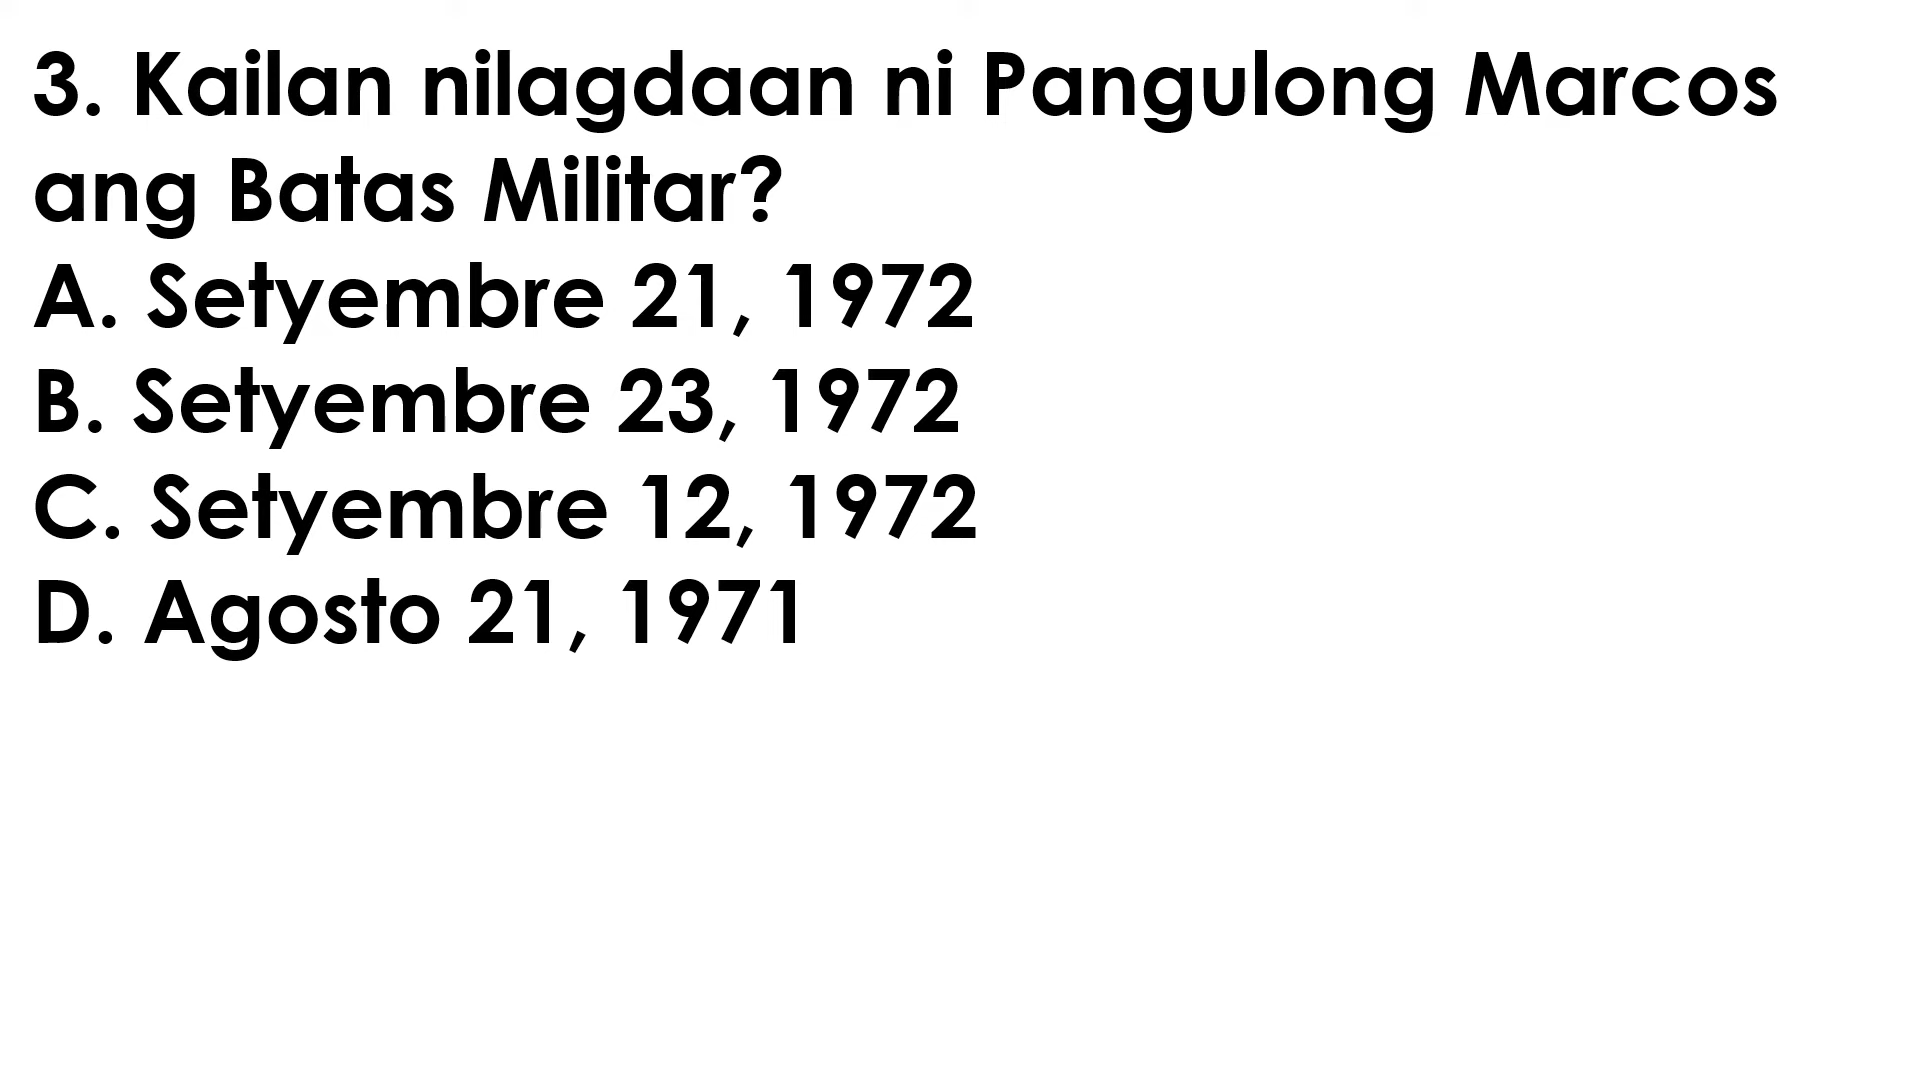 3. Kailan nilagdaan ni Pangulong Marcos
ang Batas Militar?
A. Setyembre 21, 1972
B. Setyembre 23, 1972
C. Setyembre 12, 1972
D. Agosto 21, 1971